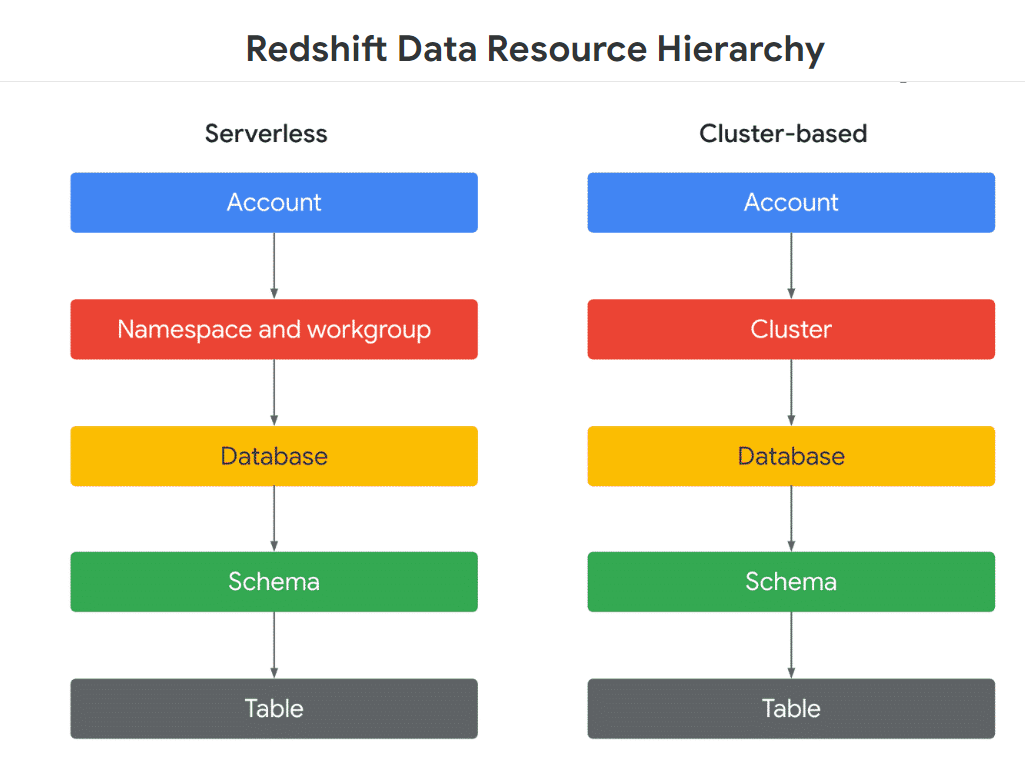 Redshift Data Resource Hierarchy
Serverless
Account
Namespace and workgroup
Database
Schema
Table
Cluster-based
Account
Cluster
Database
Schema
Table